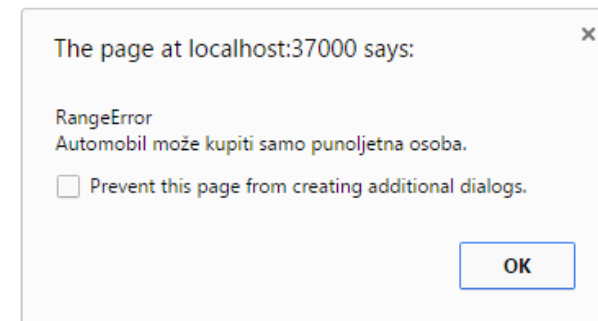 The page at localhost:37000 says:
RangeError
Automobil može kupiti samo punoljetna osoba.
Prevent this page from creating additional dialogs.
OK